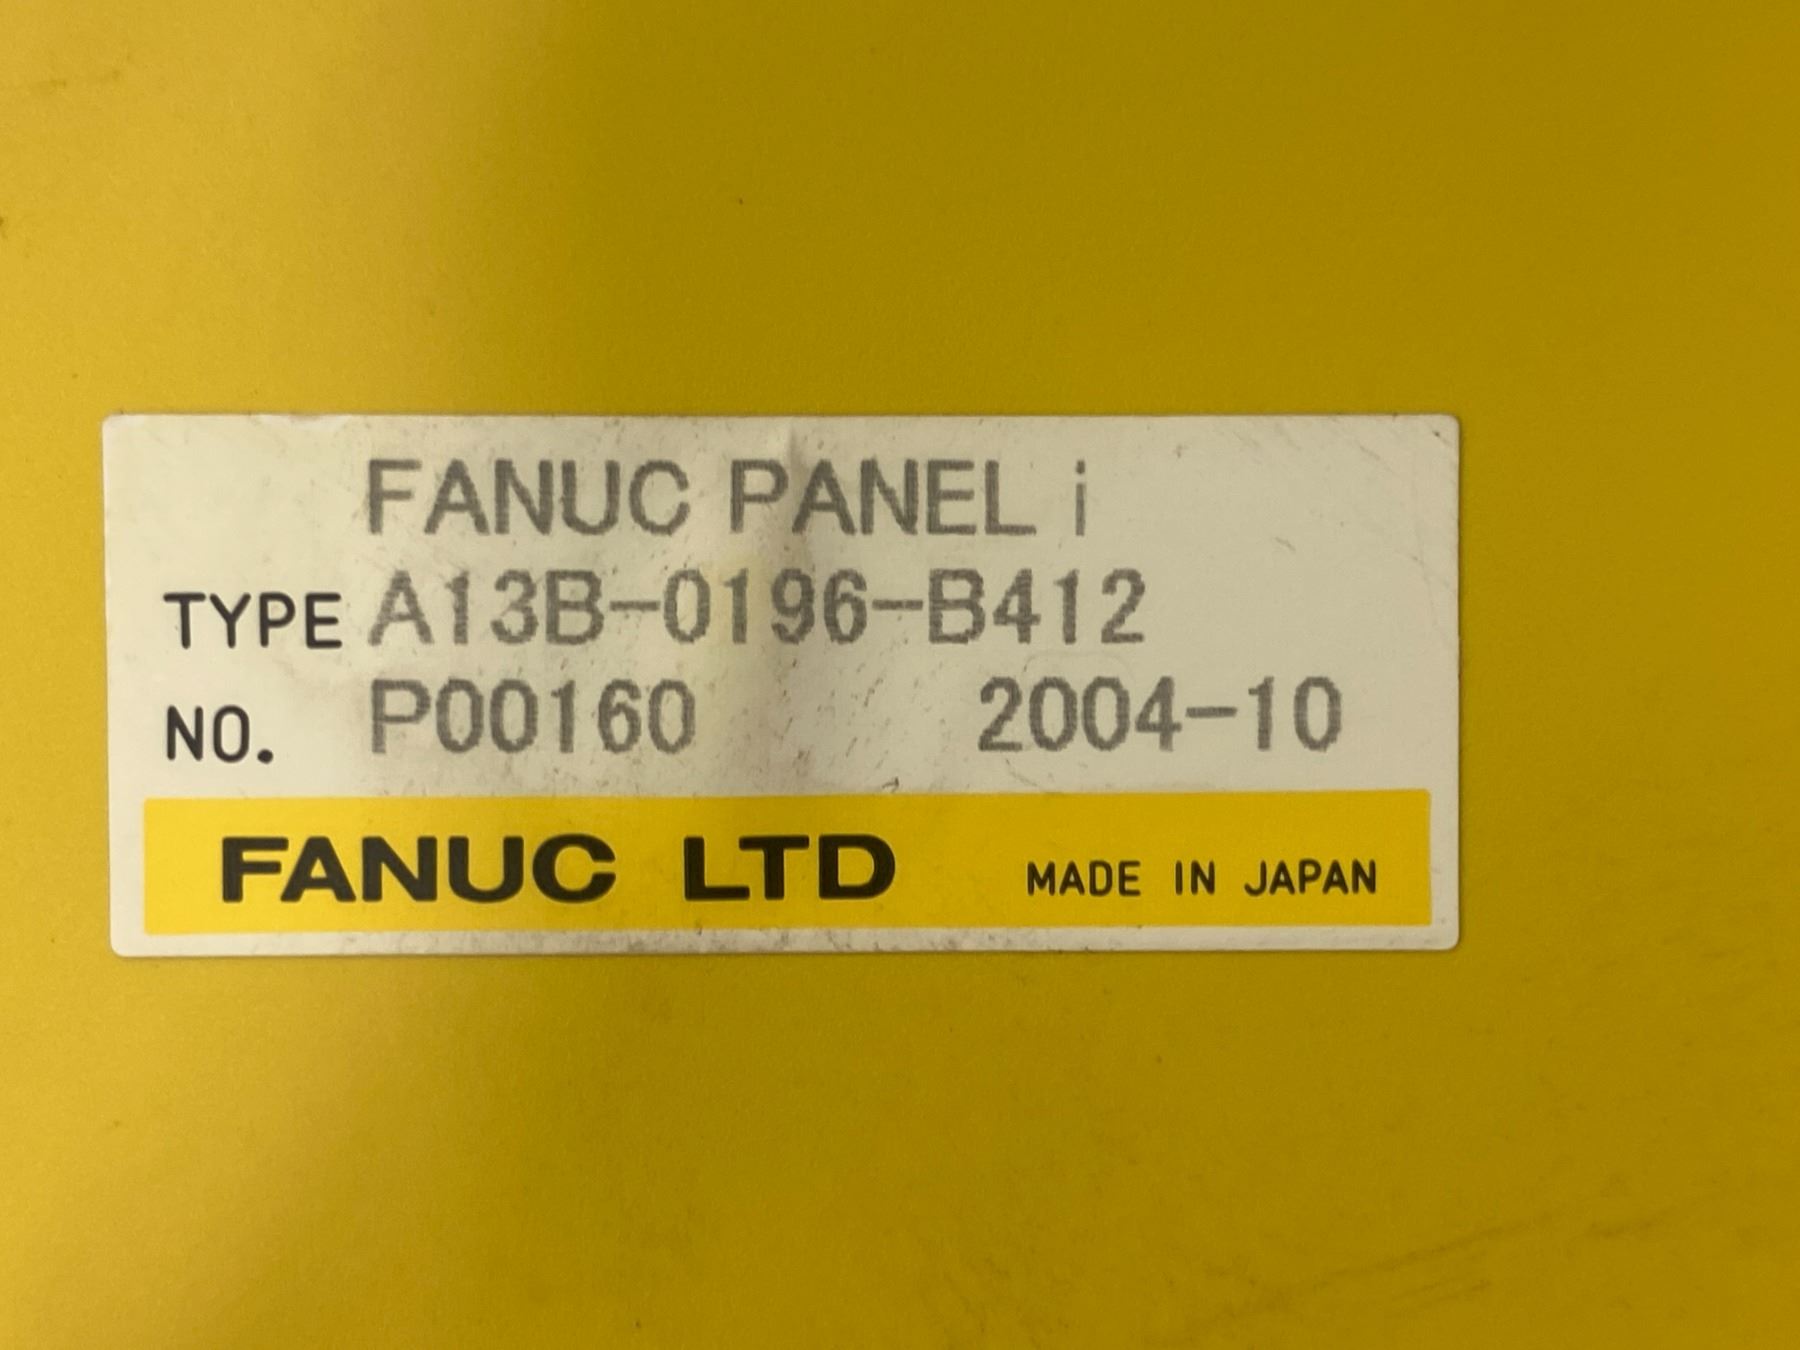 FANUC PANEL i
TYPE A13B-0196-B412
NO. P00160 2004-10
FANUC LTD MADE IN JAPAN